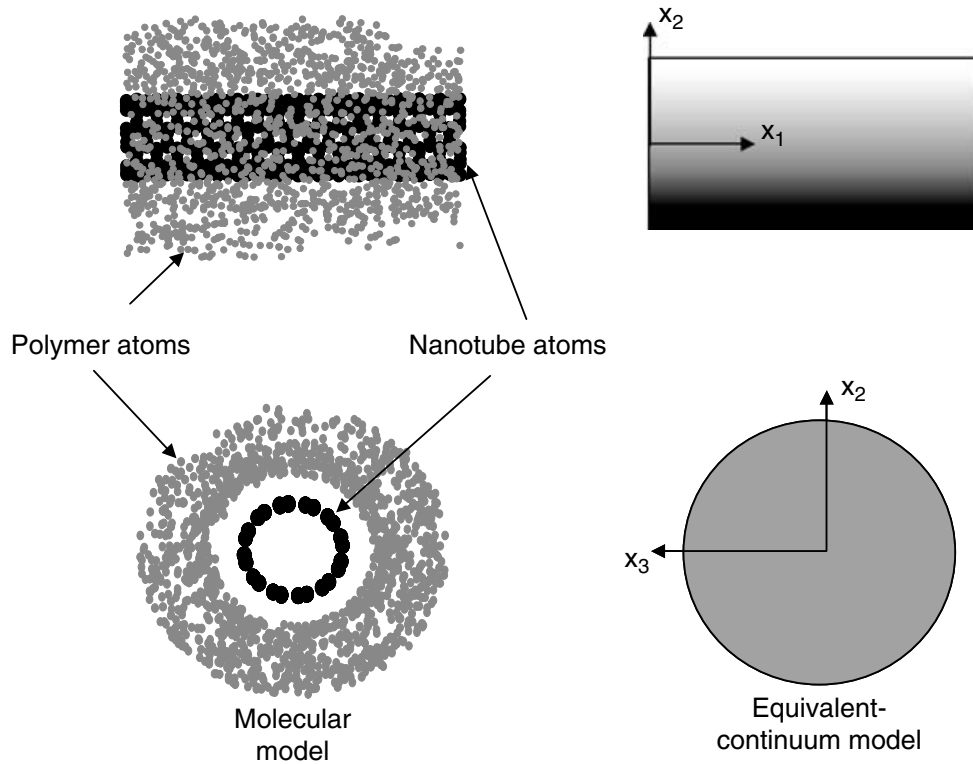 x2
x1
Polymer atoms
Nanotube atoms
x2
x3
Molecular
model
Equivalent-
continuum model